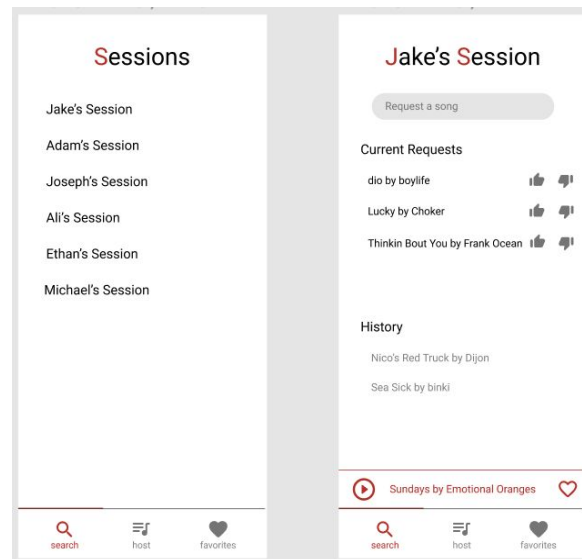 Sessions
Jake's Session
Adam's Session
Joseph's Session
Ali's Session
Ethan's Session
Michael's Session
search
host
favorites
Jake's Session
Request a song
Current Requests
dio by boylife
Lucky by Choker
Thinkin Bout You by Frank Ocean
History
Nico's Red Truck by Dijon
Sea Sick by binki
Sundays by Emotional Oranges
search
host
favorites